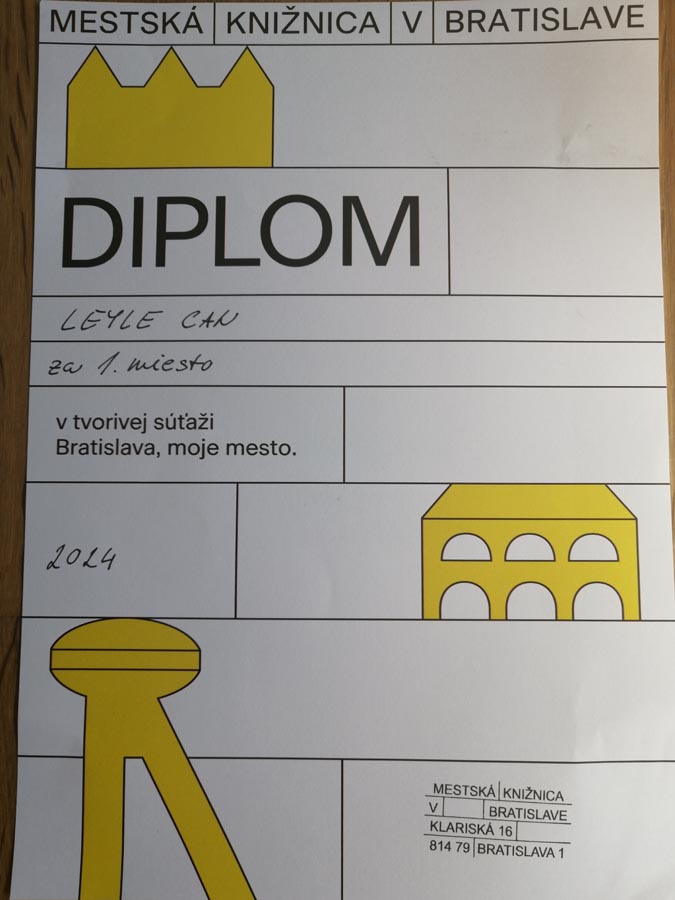 MESTSKÁ KNIŽNICA V BRATISLAVE
DIPLOM
LEYLE CAN
za 1. miesto
v tvorivej súťaži
Bratislava, moje mesto.
2024
MESTSKÁ KNIŽNICA
V BRATISLAVE
KLARISKÁ 16
814 79 BRATISLAVA 1